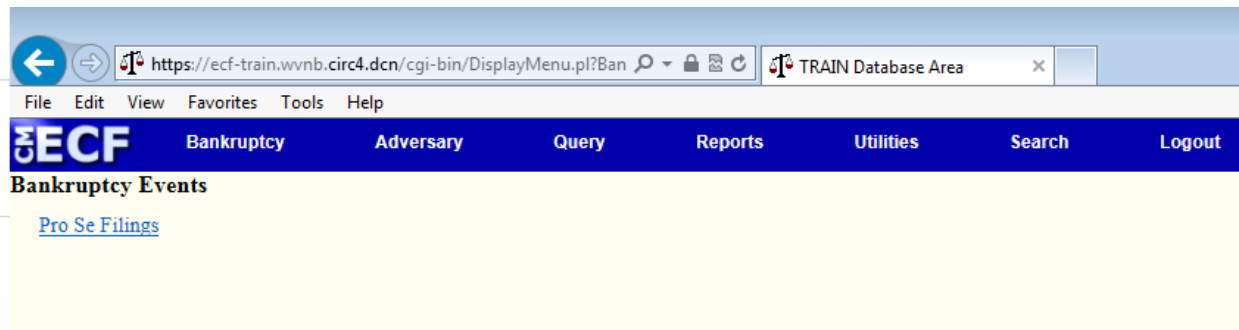 https://ecf-train.wvnb.circ4.dcn/cgi-bin/DisplayMenu.pl?Ban TRAIN Database Area
File Edit View Favorites Tools Help
CM ECF Bankruptcy Adversary Query Reports Utilities Search Logout
Bankruptcy Events
Pro Se Filings